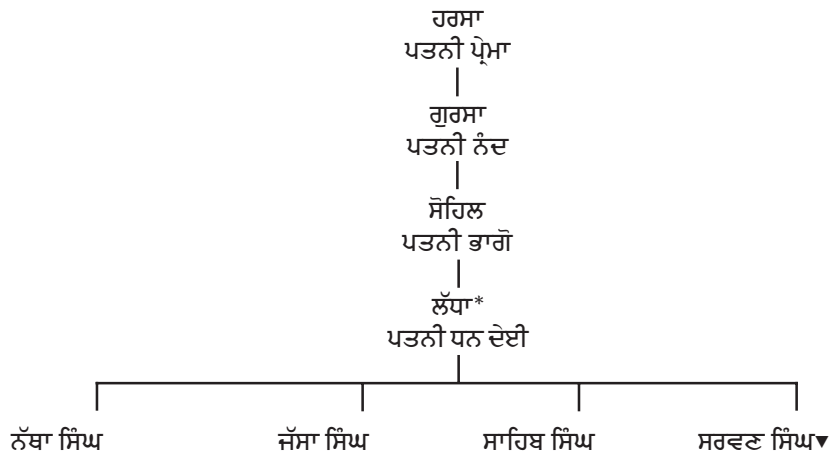 ਹਰਸਾ
ਪਤਨੀ ਪ੍ਰੇਮਾ
ਗੁਰਸਾ
ਪਤਨੀ ਨੰਦ
ਸੋਹਿਲ
ਪਤਨੀ ਭਾਗੋ
ਲੱਧਾ*
ਪਤਨੀ ਧਨ ਦੇਈ
ਨੱਥਾ ਸਿੰਘ ਜੱਸਾ ਸਿੰਘ ਸਾਹਿਬ ਸਿੰਘ ਸਰਵਣ ਸਿੰਘ▾